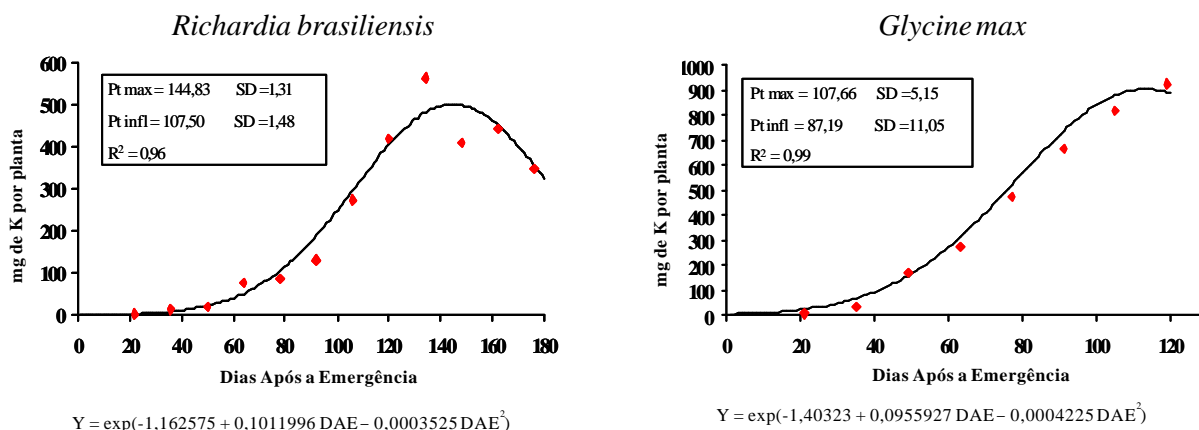 Richardia brasiliensis
600
500
400
300
200
100
0
mg de K por planta
Pt max = 144,83 SD =1,31
Pt infl = 107,50 SD =1,48
R² = 0,96
0 20 40 60 80 100 120 140 160 180
Dias Após a Emergência
Y = exp(-1,162575 + 0,1011996 DAE – 0,0003525 DAE²)
Glycine max
1000
900
800
700
600
500
400
300
200
100
0
mg de K por planta
Pt max = 107,66 SD =5,15
Pt infl = 87,19 SD =11,05
R² = 0,99
0 20 40 60 80 100 120
Dias Após a Emergência
Y = exp(-1,40323 + 0,0955927 DAE – 0,0004225 DAE²)